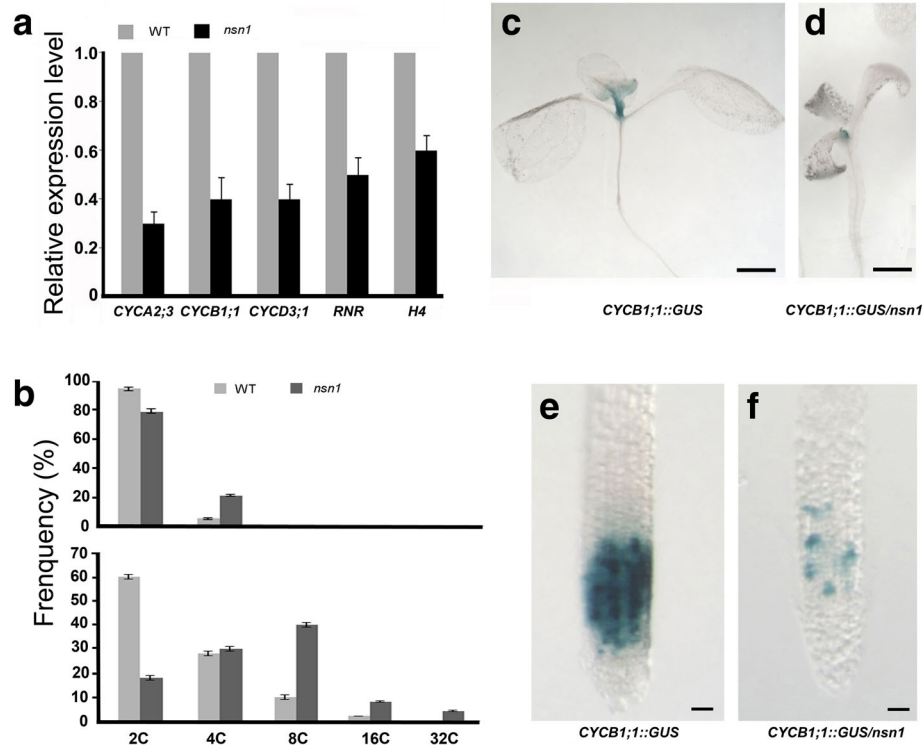 a
WT nsn1
Relative expression level
1.0
0.8
0.6
0.4
0.2
0
CYCA2;3 CYCB1;1 CYCD3;1 RNR H4
b
WT nsn1
Frenquency (%)
100
80
60
40
20
0
70
60
50
40
30
20
10
0
2C 4C 8C 16C 32C
c
CYCB1;1::GUS
d
CYCB1;1::GUS/nsn1
e
CYCB1;1::GUS
f
CYCB1;1::GUS/nsn1